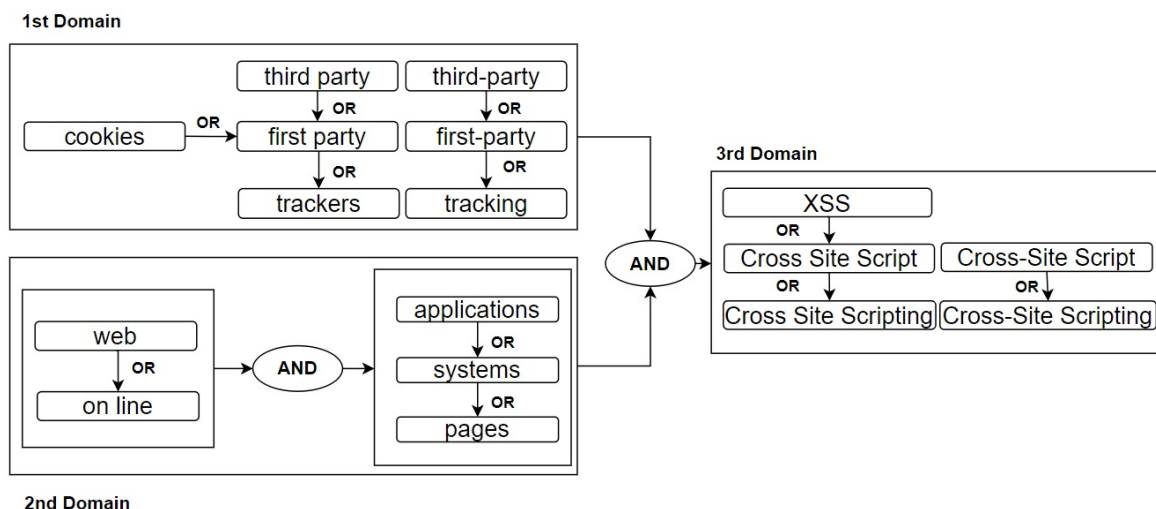 1st Domain
third party
third-party
OR
OR
cookies
OR
first party
first-party
OR
OR
trackers
tracking
2nd Domain
web
OR
on line
AND
applications
OR
systems
OR
pages
AND
3rd Domain
XSS
OR
Cross Site Script
Cross-Site Script
OR
OR
Cross Site Scripting
Cross-Site Scripting